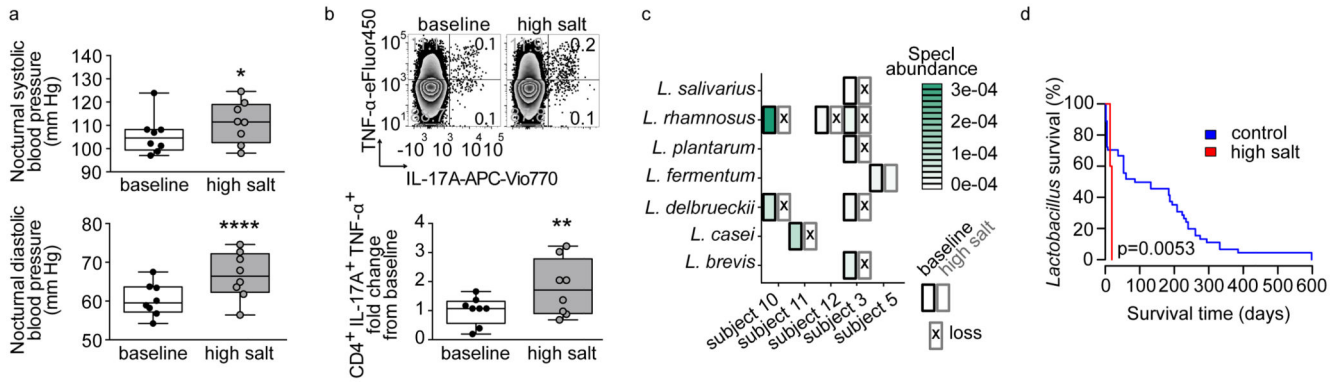 a
Nocturnal systolic
blood pressure
(mm Hg)
140
130
120
110
100
90
*
baseline
high salt
Nocturnal diastolic
blood pressure
(mm Hg)
80
70
60
50
****
baseline
high salt
b
baseline
high salt
TNF-α-eFluor450
10⁵
10³
10¹
0.1
0.2
0.1
0.1
-10³ 10³ 10⁴ 10⁵
IL-17A-APC-Vio770
CD4⁺ IL-17A⁺ TNF-α⁺
fold change
from baseline
4
3
2
1
0
**
baseline
high salt
c
L. salivarius
L. rhamnosus
L. plantarum
L. fermentum
L. delbrueckii
L. casei
L. brevis
x
x x x
x
x x
x
x
subject 10
subject 11
subject 12
subject 3
subject 5
SpecI
abundance
3e-04
2e-04
1e-04
0e-04
baseline
high salt
x loss
d
Lactobacillus survival (%)
100
80
60
40
20
0
control
high salt
p=0.0053
0 100 200 300 400 500 600
Survival time (days)